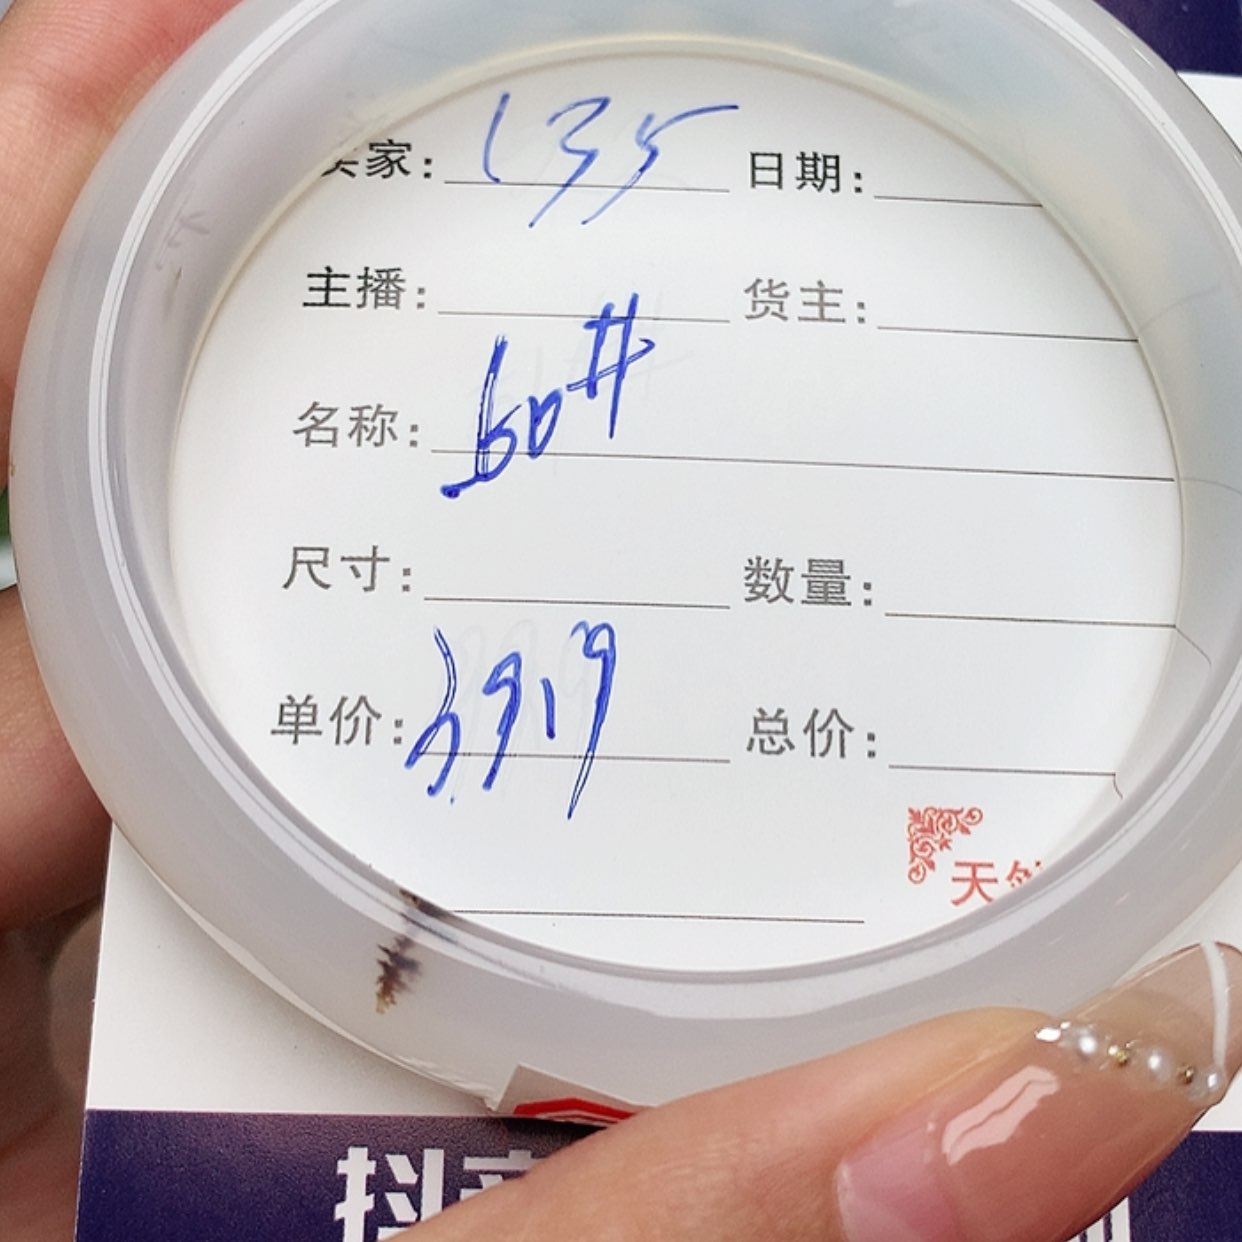 家: 135 日期:
主播: 货主:
名称: 60#
尺寸: 数量:
单价: 3919 总价:
天
抖